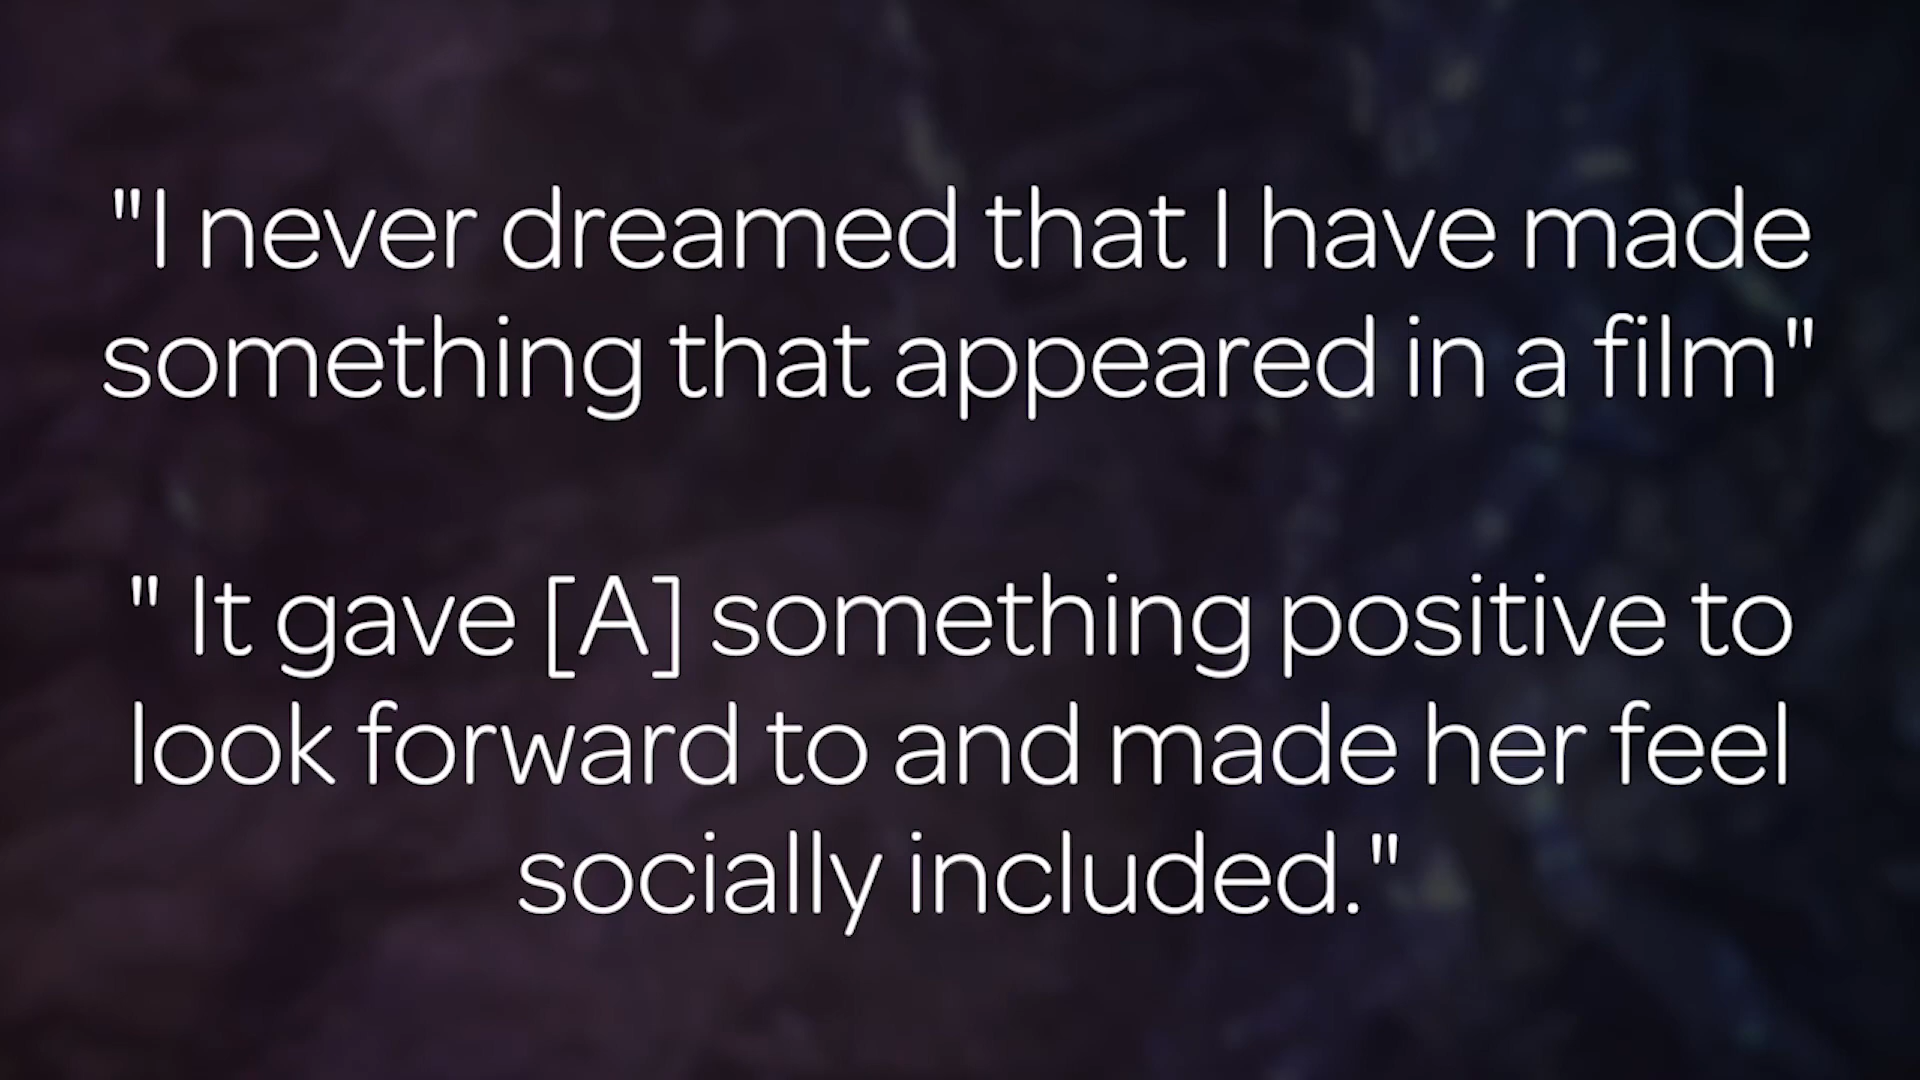 "I never dreamed that I have made
something that appeared in a film"
" It gave [A] something positive to
look forward to and made her feel
socially included."